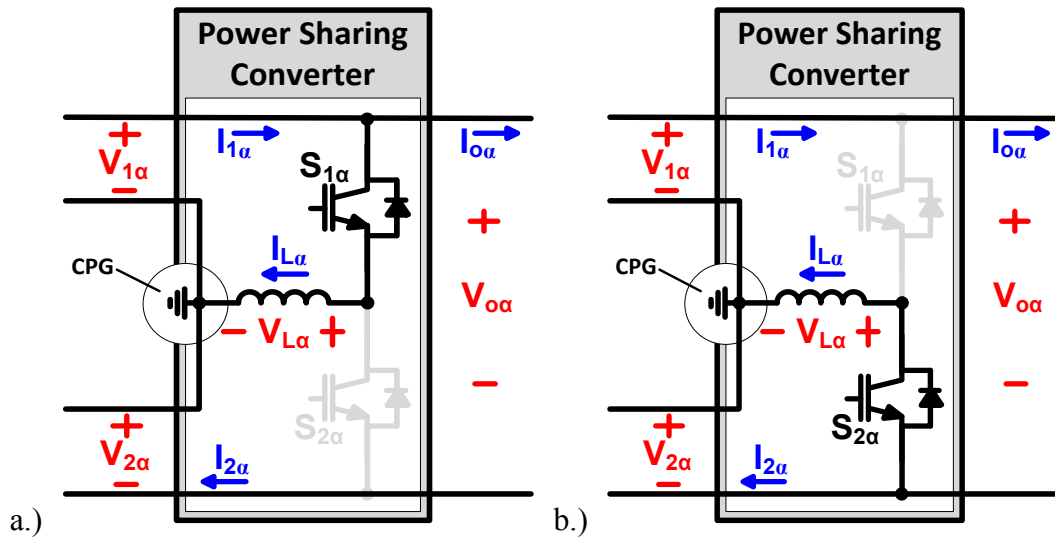 Power Sharing
Converter
V1α
I1α
Ioα
S1α
CPG
ILα
VLα
Voα
S2α
V2α
I2α
a.)
Power Sharing
Converter
V1α
I1α
Ioα
S1α
CPG
ILα
VLα
Voα
S2α
V2α
I2α
b.)